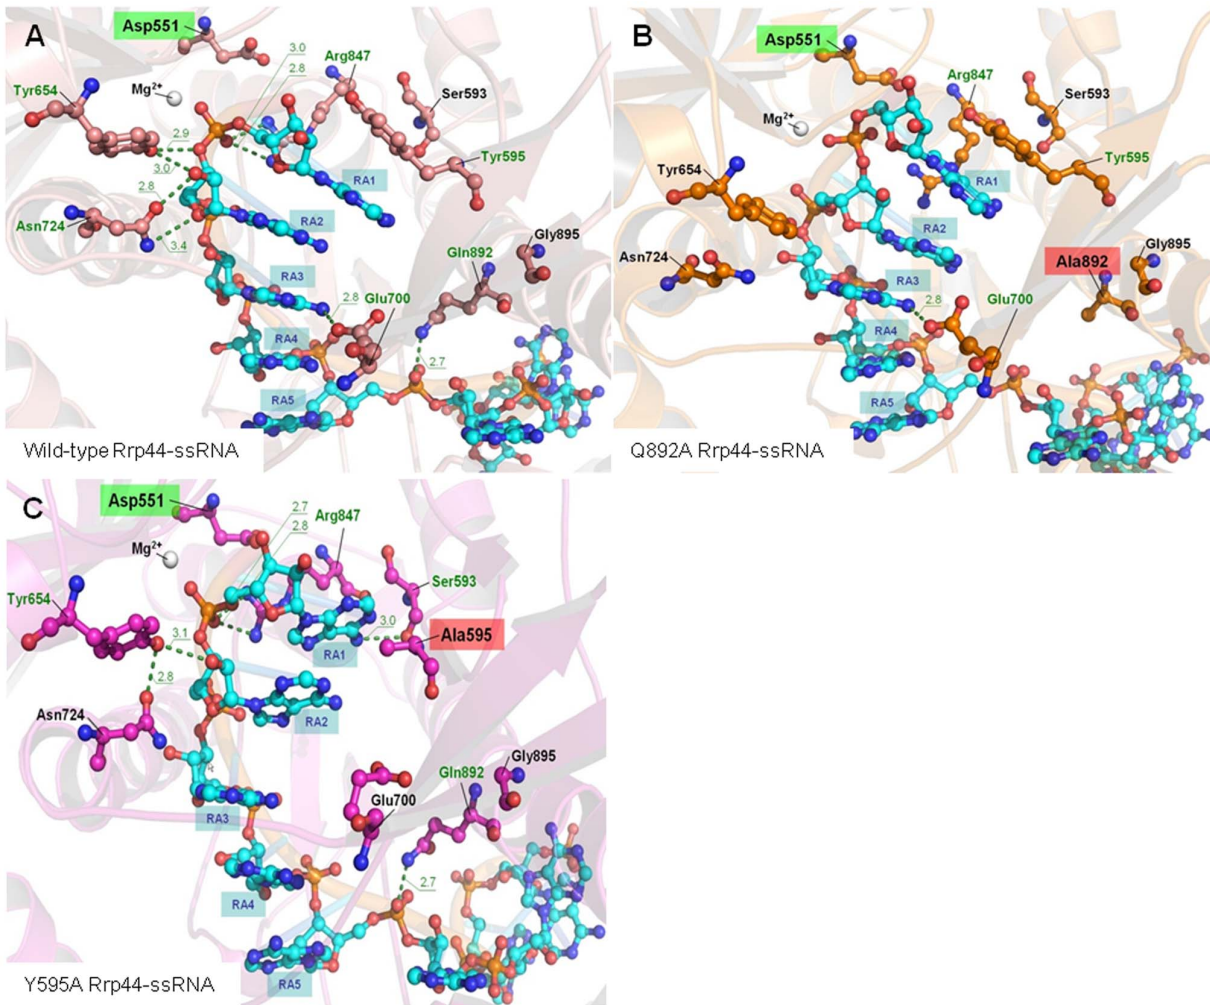 A
Asp551
3.0
2.8
Arg847
Tyr654
Mg²⁺
Ser593
2.9
Tyr595
3.0
RA1
2.8
RA2
Asn724
3.4
Gly895
Gln892
RA3
2.8
Glu700
RA4
2.7
RA5
Wild-type Rrp44-ssRNA
B
Asp551
Arg847
Ser593
Mg²⁺
Tyr595
Tyr654
RA1
RA2
Gly895
Asn724
Ala892
RA3
2.8
Glu700
RA4
RA5
Q892A Rrp44-ssRNA
C
Asp551
2.7
2.8
Arg847
Mg²⁺
Ser593
Tyr654
3.0
Ala595
3.1
RA1
2.8
Asn724
RA2
Gly895
Gln892
Glu700
RA3
2.7
RA4
RA5
Y595A Rrp44-ssRNA